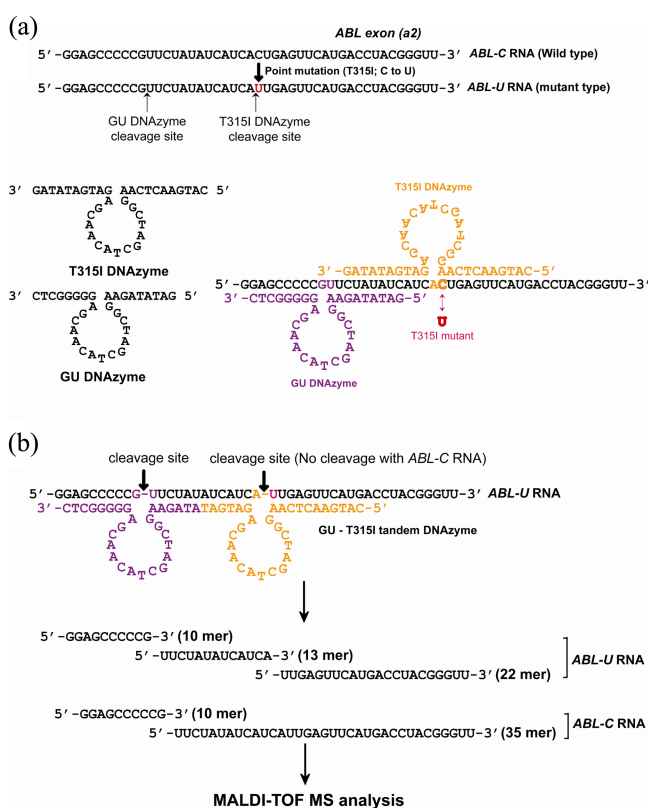 (a)
ABL exon (a2)
5'-GGAGCCCCCGUUCUAUAUCAUCACUGAGUUCAUGACCUACGGGUU-3' ABL-C RNA (Wild type)
Point mutation (T315I; C to U)
5'-GGAGCCCCCGUUCUAUAUCAUCAUUGAGUUCAUGACCUACGGGUU-3' ABL-U RNA (mutant type)
GU DNAzyme cleavage site
T315I DNAzyme cleavage site
3' GATATAGTAG AACTCAAGTAC 5'
AGCAACATCGATCGG
T315I DNAzyme
3' CTCGGGGG AAGATATAG 5'
AGCAACATCGATCGG
GU DNAzyme
T315I DNAzyme
AGCAACATCGATCGG
3'-GATATAGTAG AACTCAAGTAC-5'
5'-GGAGCCCCCGUUCUAUAUCAUCACUGAGUUCAUGACCUACGGGUU-3'
3'-CTCGGGGG AAGATATAG-5'
AGCAACATCGATCGG
GU DNAzyme
U
T315I mutant
(b)
cleavage site
cleavage site (No cleavage with ABL-C RNA)
5'-GGAGCCCCCG-UUCUAUAUCAUCA-UUGAGUUCAUGACCUACGGGUU-3' ABL-U RNA
3'-CTCGGGGG AAGATATAGTAG AACTCAAGTAC-5'
AGCAACATCGATCGG
AGCAACATCGATCGG
GU - T315I tandem DNAzyme
5'-GGAGCCCCCG-3'(10 mer)
5'-UUCUAUAUCAUCA-3'(13 mer)
5'-UUGAGUUCAUGACCUACGGGUU-3'(22 mer)
ABL-U RNA
5'-GGAGCCCCCG-3'(10 mer)
5'-UUCUAUAUCAUCAUUGAGUUCAUGACCUACGGGUU-3'(35 mer)
ABL-C RNA
MALDI-TOF MS analysis